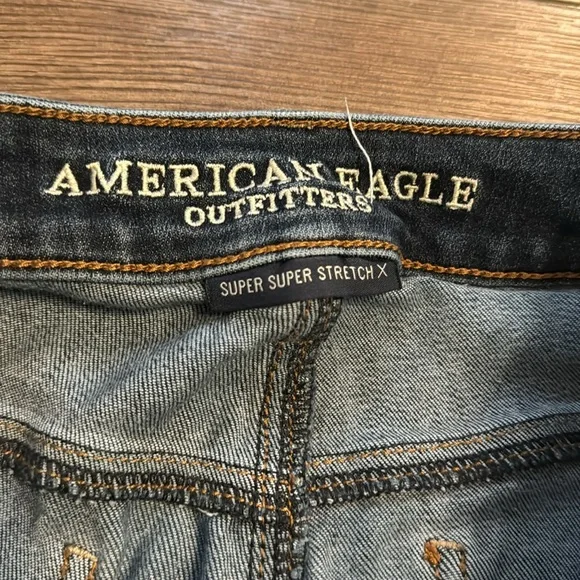 AMERICAN EAGLE
OUTFITTERS
SUPER SUPER STRETCH X